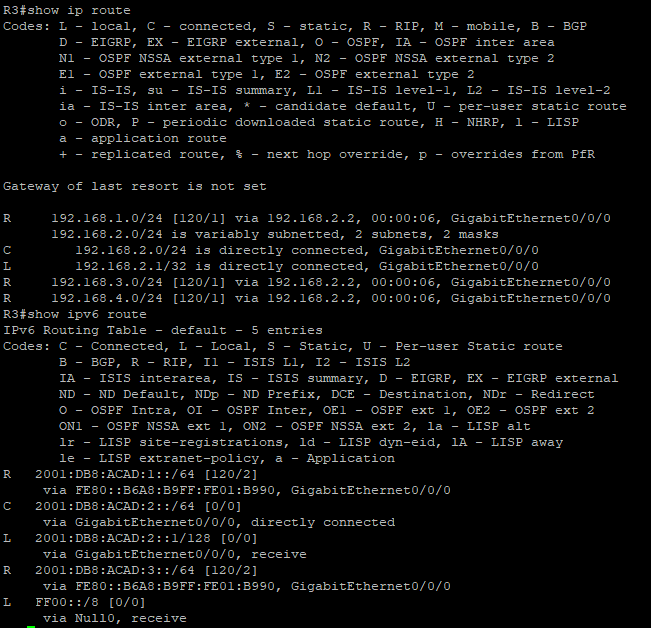 R3#show ip route
Codes: L - local, C - connected, S - static, R - RIP, M - mobile, B - BGP
       D - EIGRP, EX - EIGRP external, O - OSPF, IA - OSPF inter area
       N1 - OSPF NSSA external type 1, N2 - OSPF NSSA external type 2
       E1 - OSPF external type 1, E2 - OSPF external type 2
       i - IS-IS, su - IS-IS summary, L1 - IS-IS level-1, L2 - IS-IS level-2
       ia - IS-IS inter area, * - candidate default, U - per-user static route
       o - ODR, P - periodic downloaded static route, H - NHRP, l - LISP
       a - application route
       + - replicated route, % - next hop override, p - overrides from PfR

Gateway of last resort is not set

R     192.168.1.0/24 [120/1] via 192.168.2.2, 00:00:06, GigabitEthernet0/0/0
      192.168.2.0/24 is variably subnetted, 2 subnets, 2 masks
C        192.168.2.0/24 is directly connected, GigabitEthernet0/0/0
L        192.168.2.1/32 is directly connected, GigabitEthernet0/0/0
R     192.168.3.0/24 [120/1] via 192.168.2.2, 00:00:06, GigabitEthernet0/0/0
R     192.168.4.0/24 [120/1] via 192.168.2.2, 00:00:06, GigabitEthernet0/0/0
R3#show ipv6 route
IPv6 Routing Table - default - 5 entries
Codes: C - Connected, L - Local, S - Static, U - Per-user Static route
       B - BGP, R - RIP, I1 - ISIS L1, I2 - ISIS L2
       IA - ISIS interarea, IS - ISIS summary, D - EIGRP, EX - EIGRP external
       ND - ND Default, NDp - ND Prefix, DCE - Destination, NDr - Redirect
       O - OSPF Intra, OI - OSPF Inter, OE1 - OSPF ext 1, OE2 - OSPF ext 2
       ON1 - OSPF NSSA ext 1, ON2 - OSPF NSSA ext 2, la - LISP alt
       lr - LISP site-registrations, ld - LISP dyn-eid, lA - LISP away
       le - LISP extranet-policy, a - Application
R   2001:DB8:ACAD:1::/64 [120/2]
     via FE80::B6A8:B9FF:FE01:B990, GigabitEthernet0/0/0
C   2001:DB8:ACAD:2::/64 [0/0]
     via GigabitEthernet0/0/0, directly connected
L   2001:DB8:ACAD:2::1/128 [0/0]
     via GigabitEthernet0/0/0, receive
R   2001:DB8:ACAD:3::/64 [120/2]
     via FE80::B6A8:B9FF:FE01:B990, GigabitEthernet0/0/0
L   FF00::/8 [0/0]
     via Null0, receive